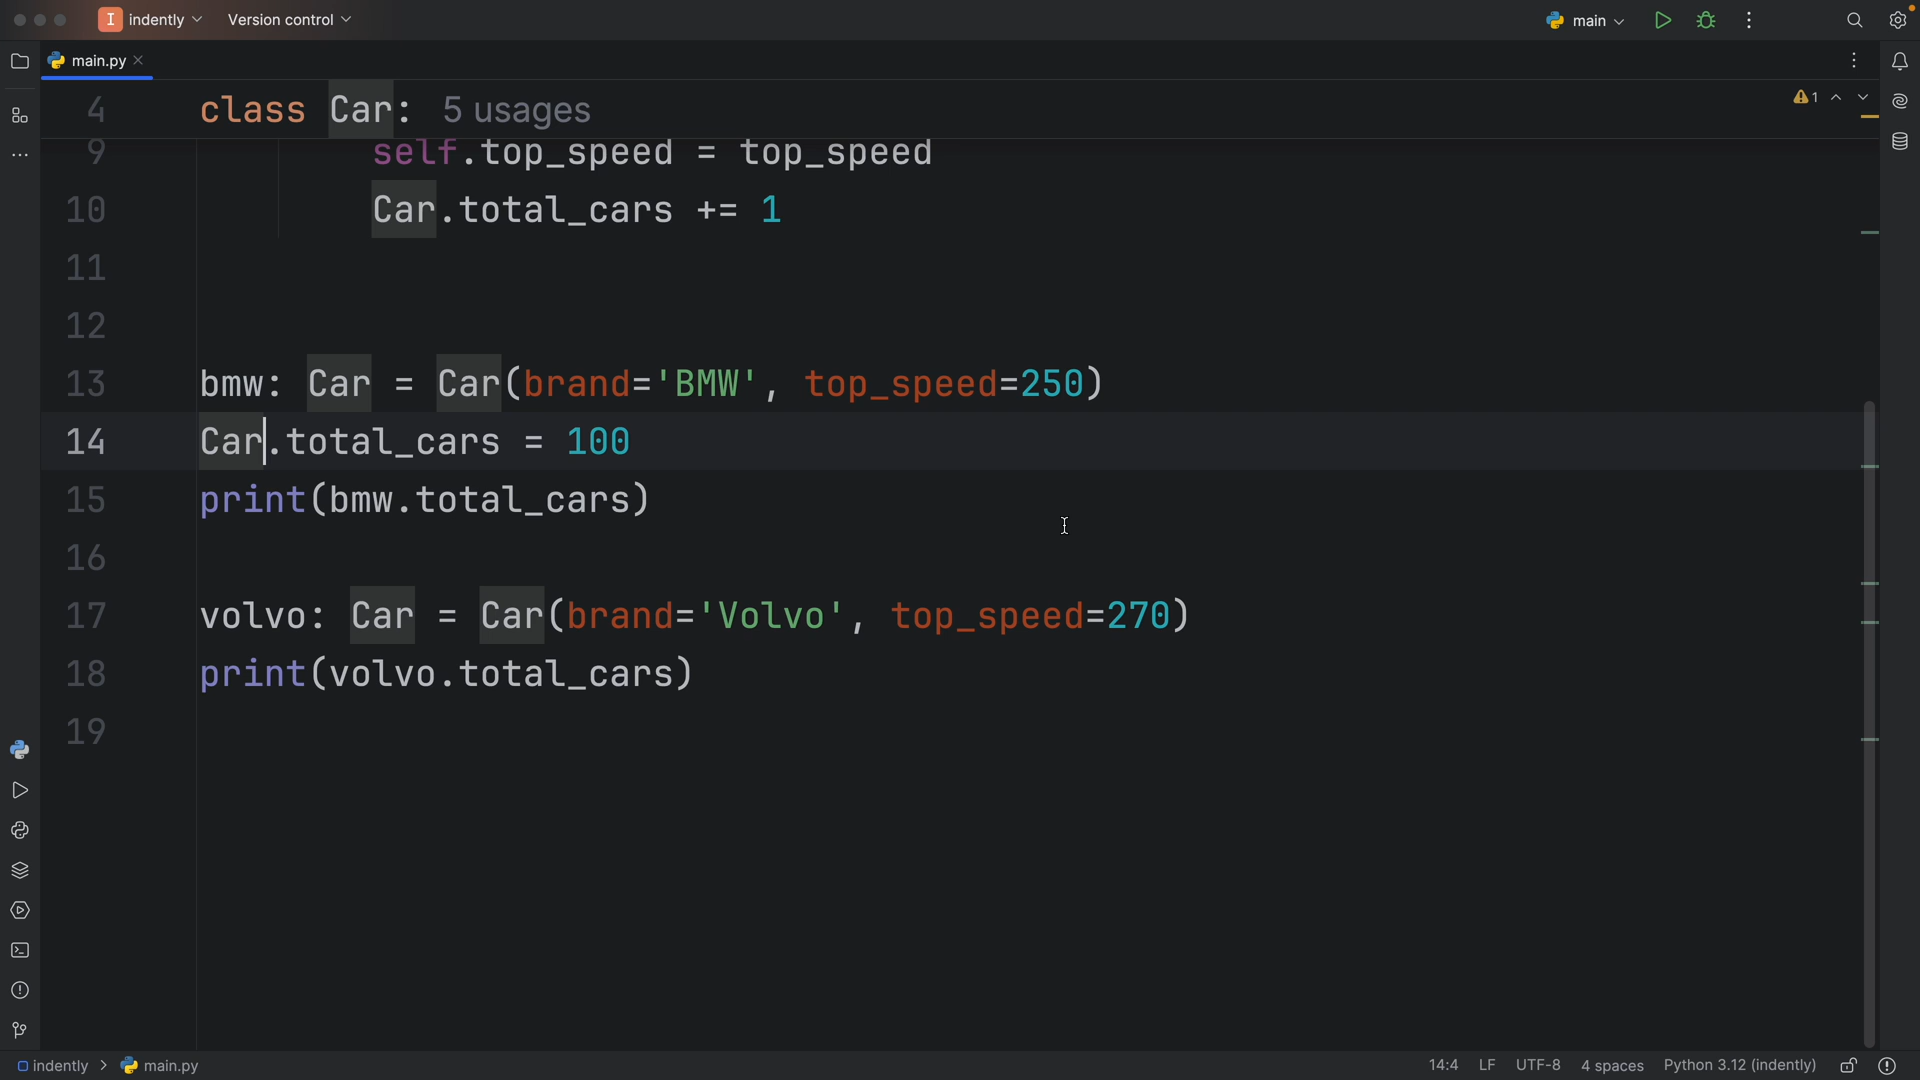 I indently Version control main
main.py
4 class Car: 5 usages
1
9 self.top_speed = top_speed
10 Car.total_cars += 1
11
12
13 bmw: Car = Car(brand='BMW', top_speed=250)
14 Car.total_cars = 100
15 print(bmw.total_cars)
16
17 volvo: Car = Car(brand='Volvo', top_speed=270)
18 print(volvo.total_cars)
19
indently > main.py 14:4 LF UTF-8 4 spaces Python 3.12 (indently)